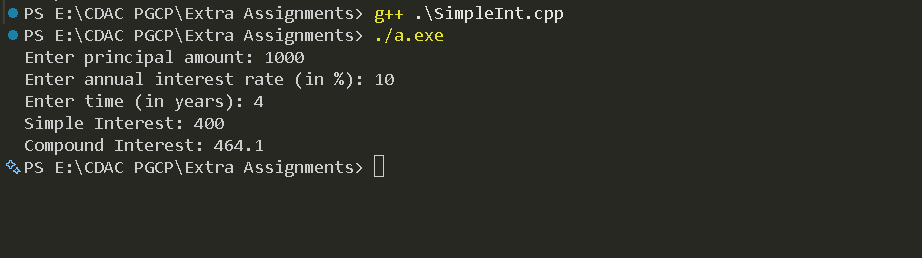 PS E:\CDAC PGCP\Extra Assignments> g++ .\SimpleInt.cpp
PS E:\CDAC PGCP\Extra Assignments> ./a.exe
Enter principal amount: 1000
Enter annual interest rate (in %): 10
Enter time (in years): 4
Simple Interest: 400
Compound Interest: 464.1
PS E:\CDAC PGCP\Extra Assignments>